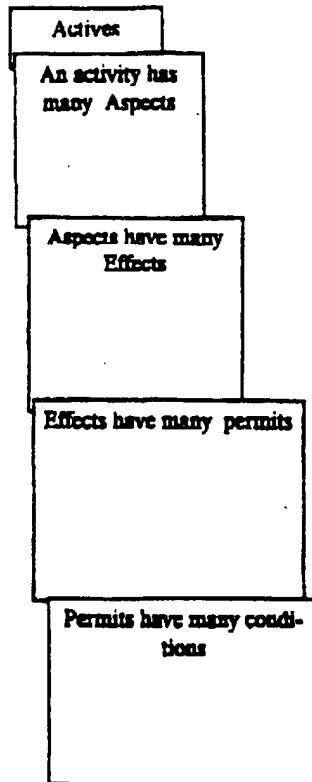 Actives
An activity has
many Aspects
Aspects have many
Effects
Effects have many permits
Permits have many condi-
tions